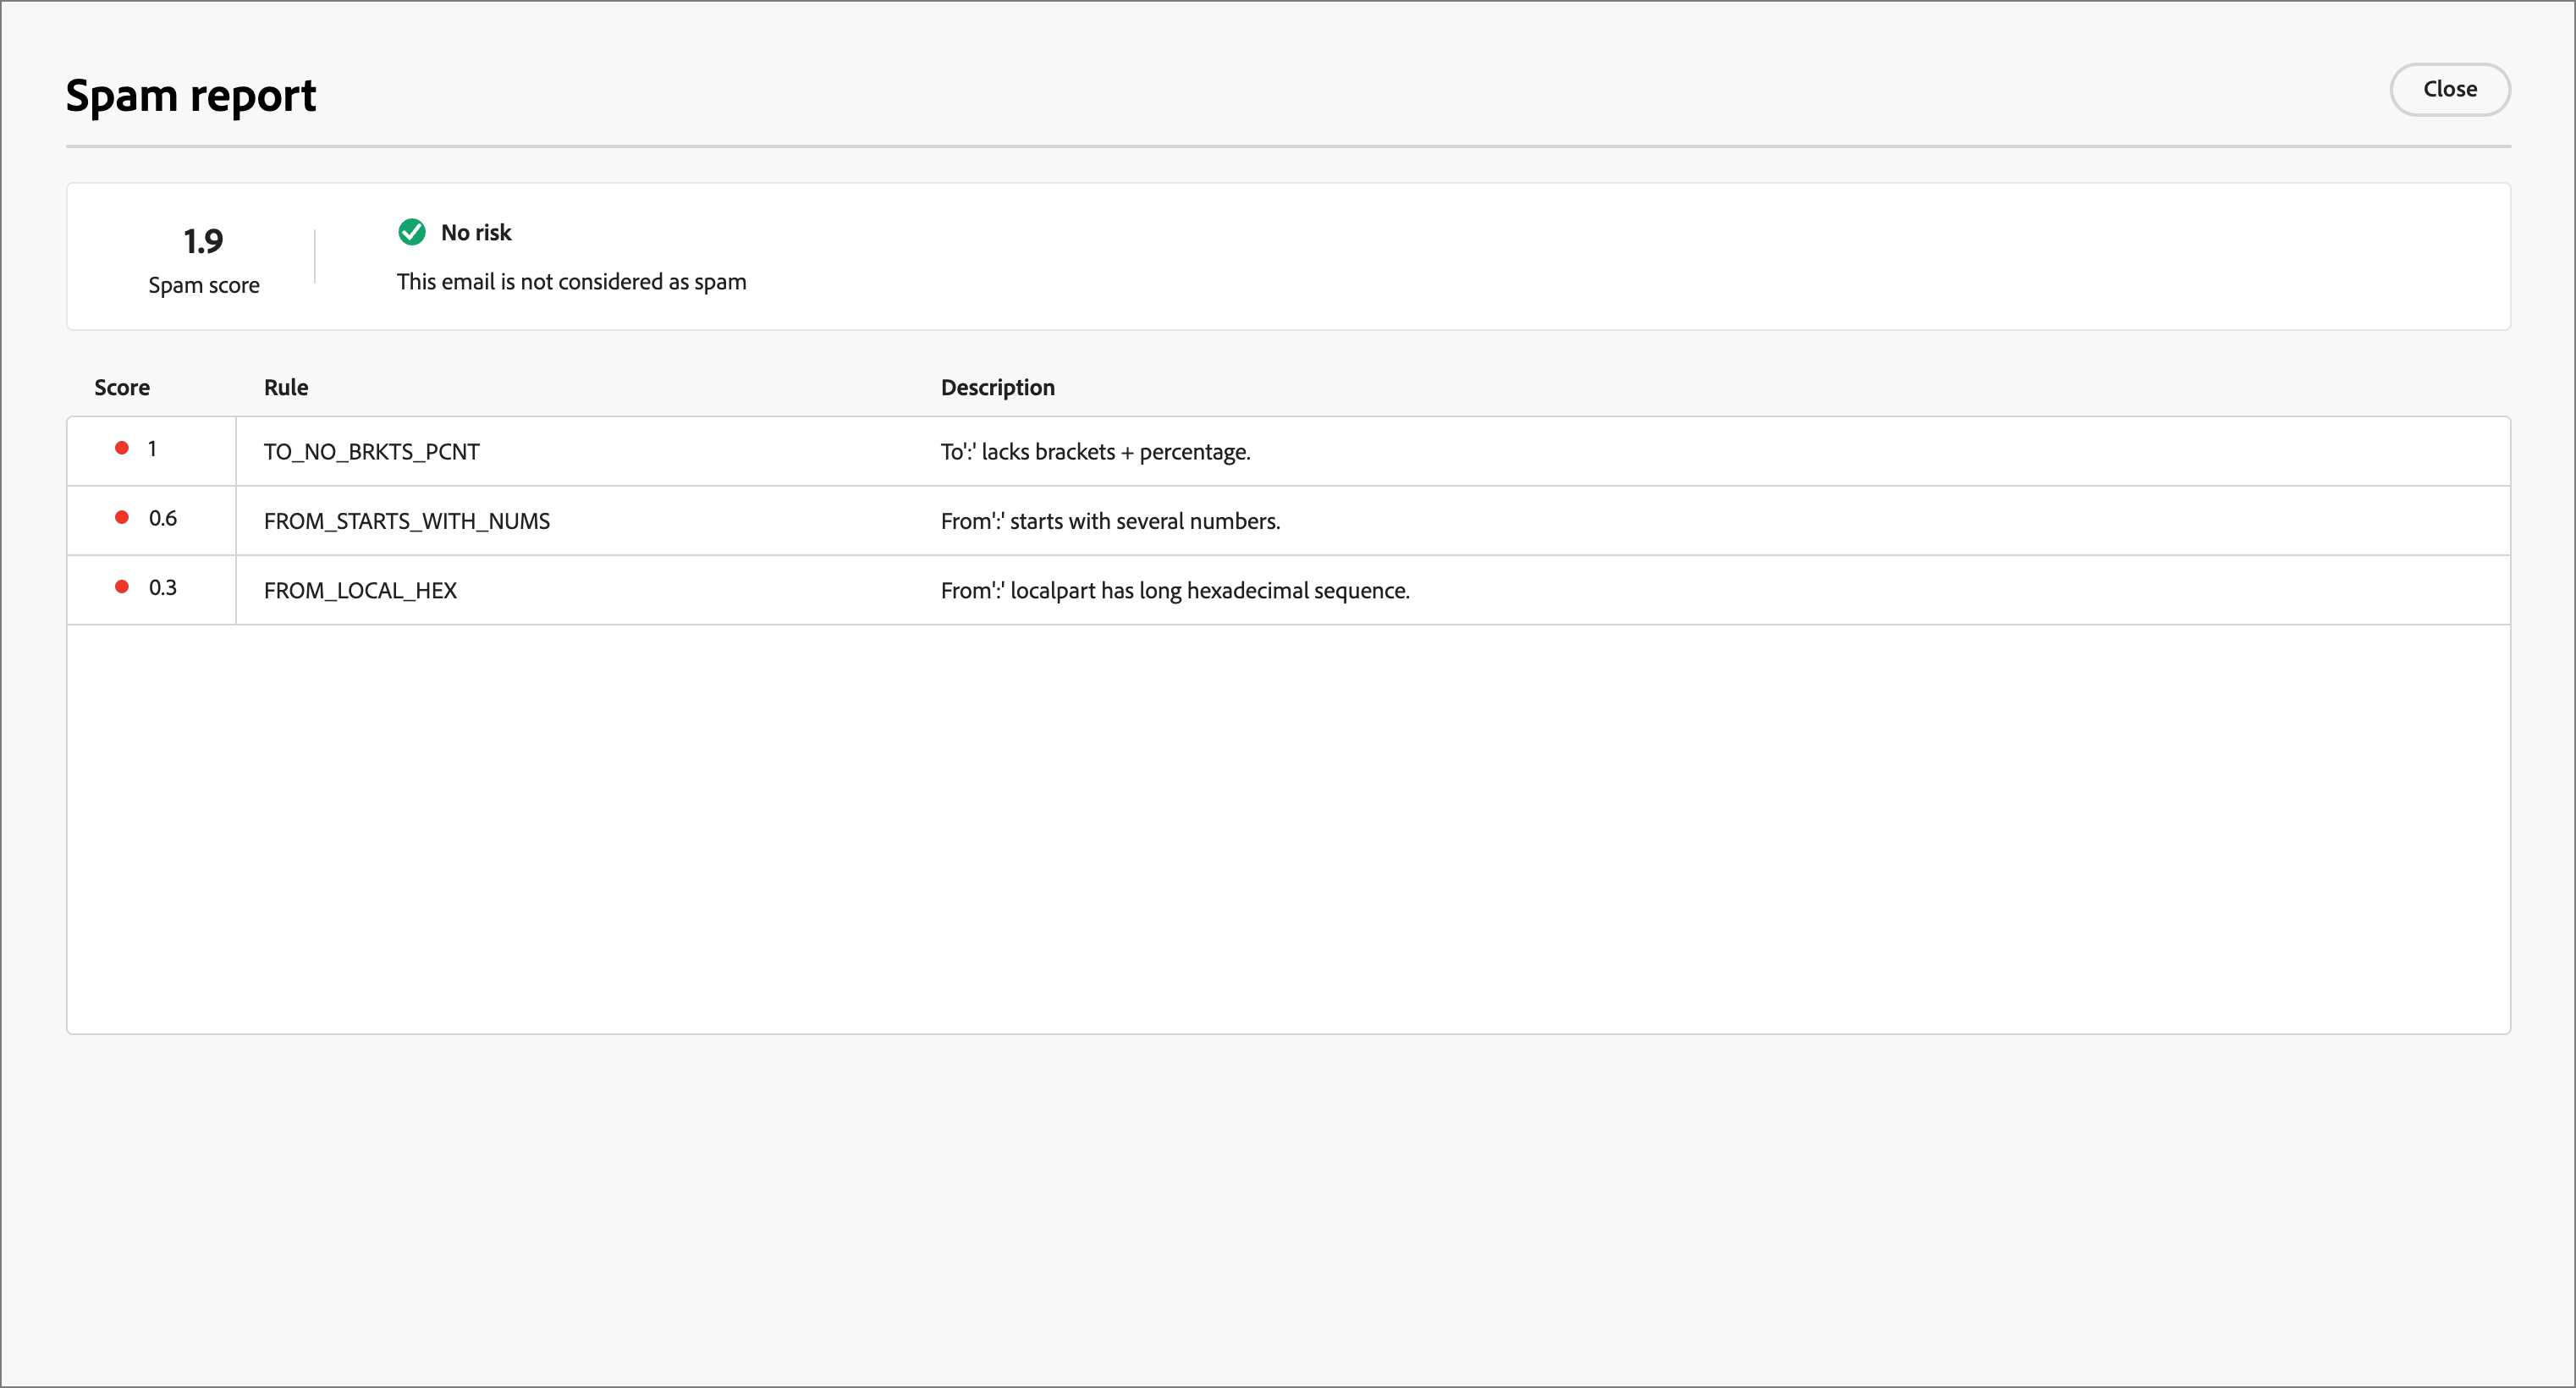 Spam report
Close
1.9
Spam score
No risk
This email is not considered as spam
Score Rule Description
1 TO_NO_BRKTS_PCNT To':' lacks brackets + percentage.
0.6 FROM_STARTS_WITH_NUMS From':' starts with several numbers.
0.3 FROM_LOCAL_HEX From':' localpart has long hexadecimal sequence.